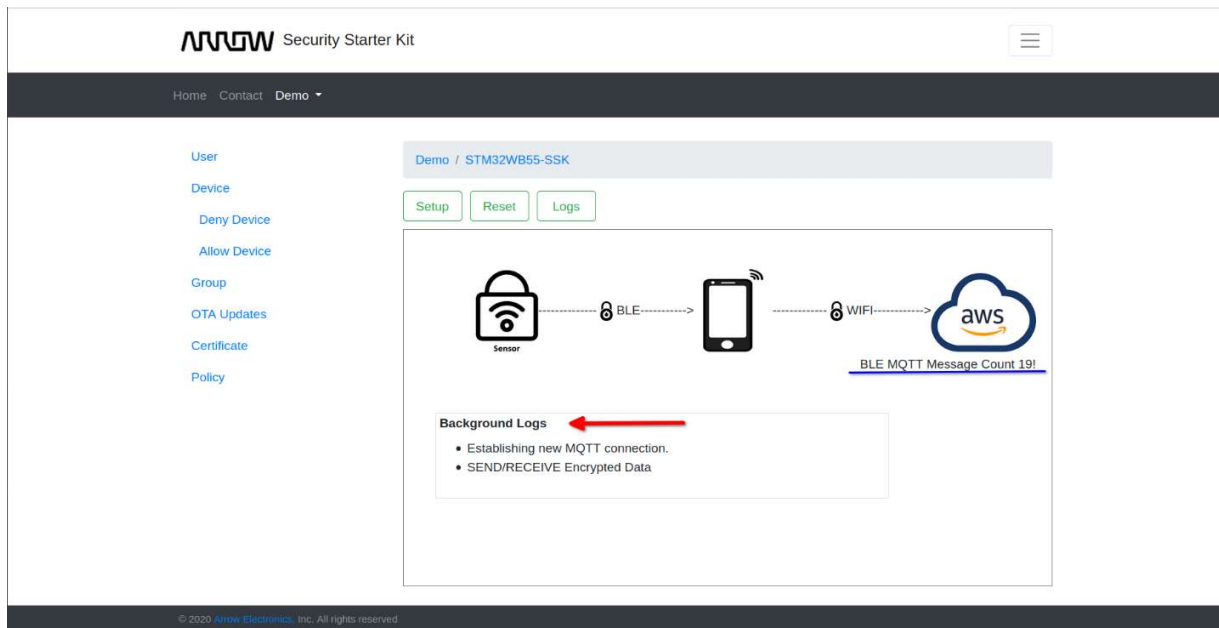 ARROW Security Starter Kit
Home Contact Demo
User
Device
Deny Device
Allow Device
Group
OTA Updates
Certificate
Policy
Demo / STM32WB55-SSK
Setup Reset Logs
------------ BLE----------> ------------- WIFI----------->
aws
Sensor
BLE MQTT Message Count 19!
Background Logs
• Establishing new MQTT connection.
• SEND/RECEIVE Encrypted Data
© 2020 Arrow Electronics, Inc. All rights reserved